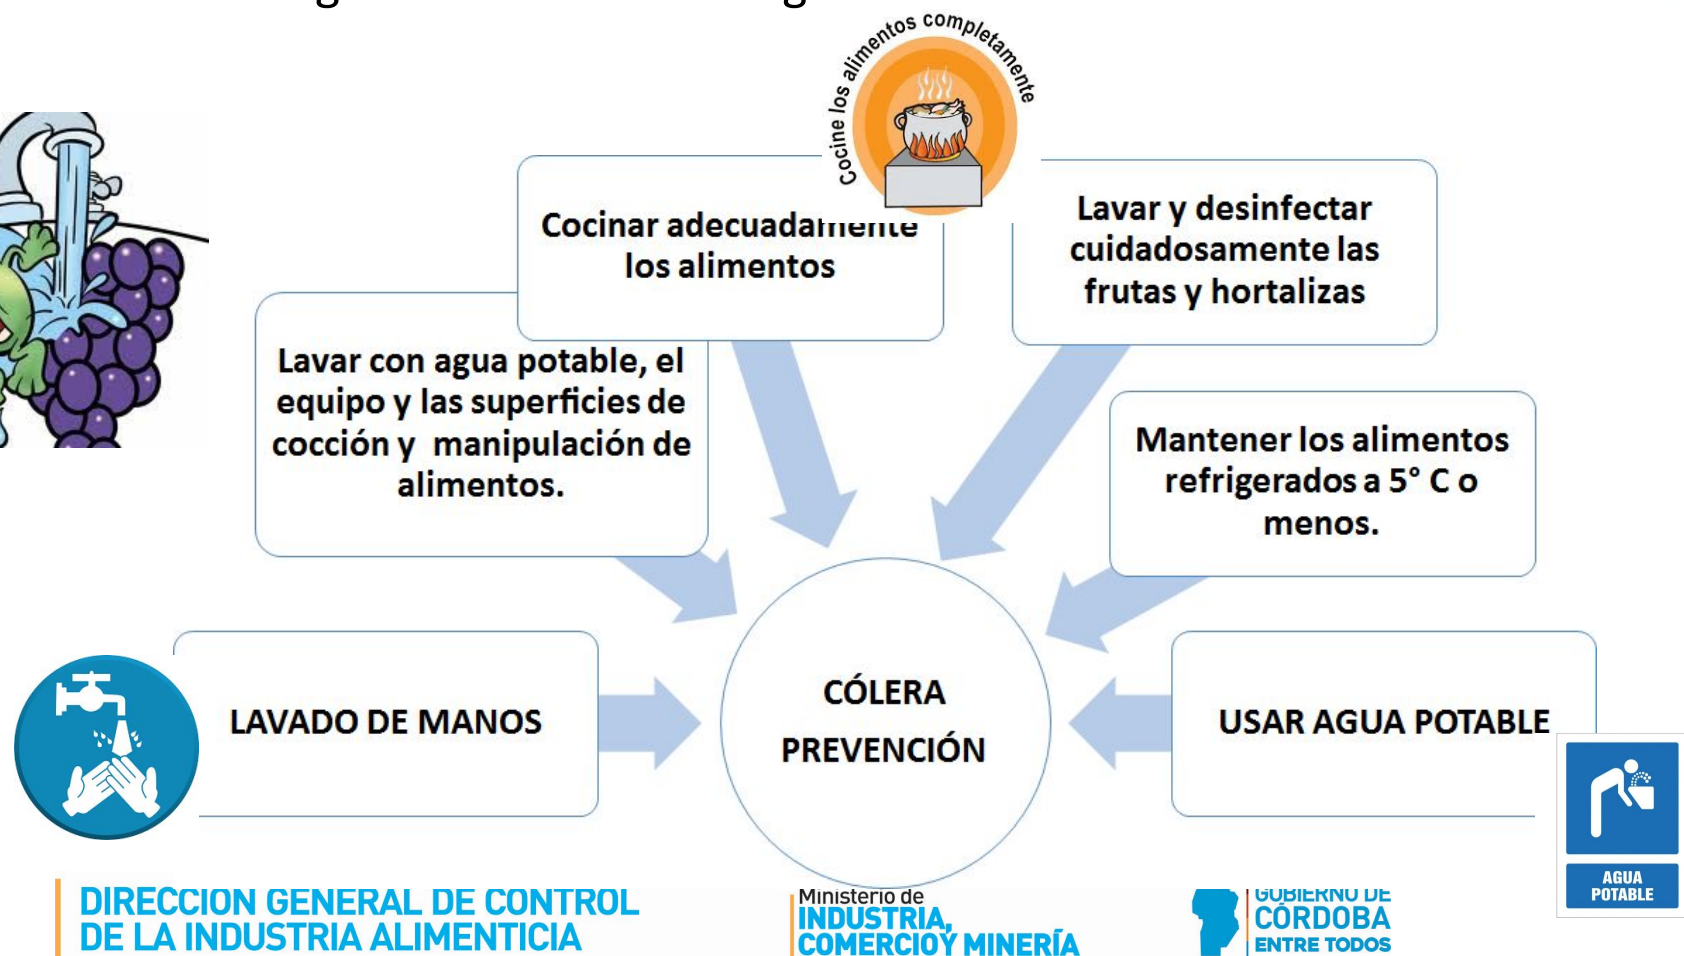 Cocine los alimentos completamente
Cocinar adecuadamente
los alimentos
Lavar y desinfectar
cuidadosamente las
frutas y hortalizas
Lavar con agua potable, el
equipo y las superficies de
cocción y manipulación de
alimentos.
Mantener los alimentos
refrigerados a 5° C o
menos.
LAVADO DE MANOS
CÓLERA
PREVENCIÓN
USAR AGUA POTABLE
AGUA
POTABLE
DIRECCION GENERAL DE CONTROL
DE LA INDUSTRIA ALIMENTICIA
Ministerio de
INDUSTRIA,
COMERCIO Y MINERÍA
GOBIERNO DE
CÓRDOBA
ENTRE TODOS